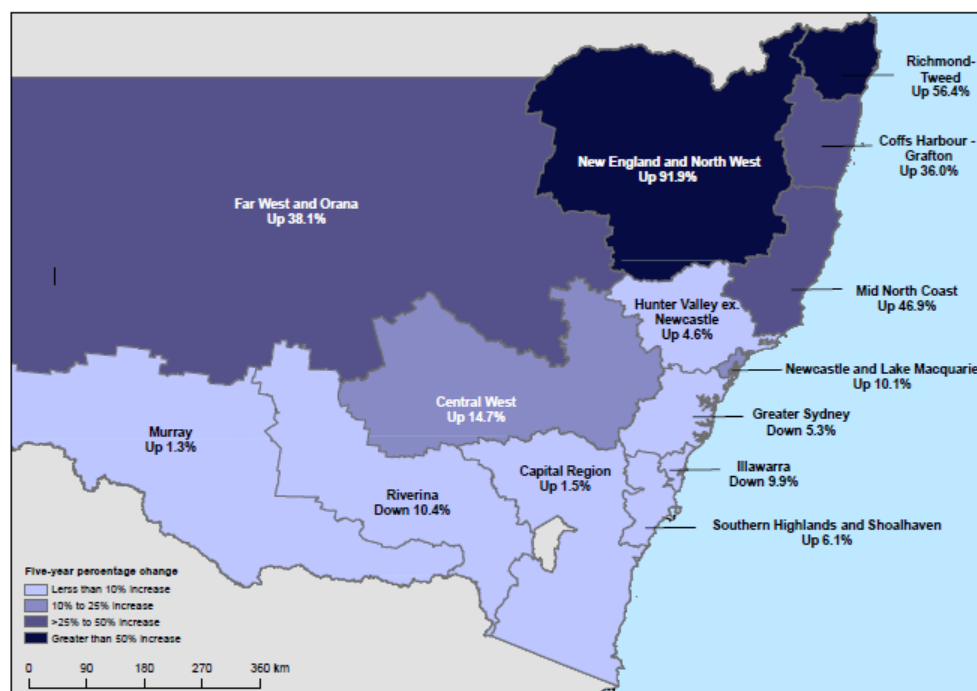 Richmond-
Tweed
Up 56.4%
Coffs Harbour -
Grafton
Up 36.0%
New England and North West
Up 91.9%
Far West and Orana
Up 38.1%
Mid North Coast
Up 46.9%
Hunter Valley ex.
Newcastle
Up 4.6%
Newcastle and Lake Macquarie
Up 10.1%
Central West
Up 14.7%
Greater Sydney
Down 5.3%
Murray
Up 1.3%
Capital Region
Up 1.5%
Illawarra
Down 9.9%
Riverina
Down 10.4%
Southern Highlands and Shoalhaven
Up 6.1%
Five-year percentage change
Lerss than 10% increase
10% to 25% increase
>25% to 50% increase
Greater than 50% increase
0 90 180 270 360 km